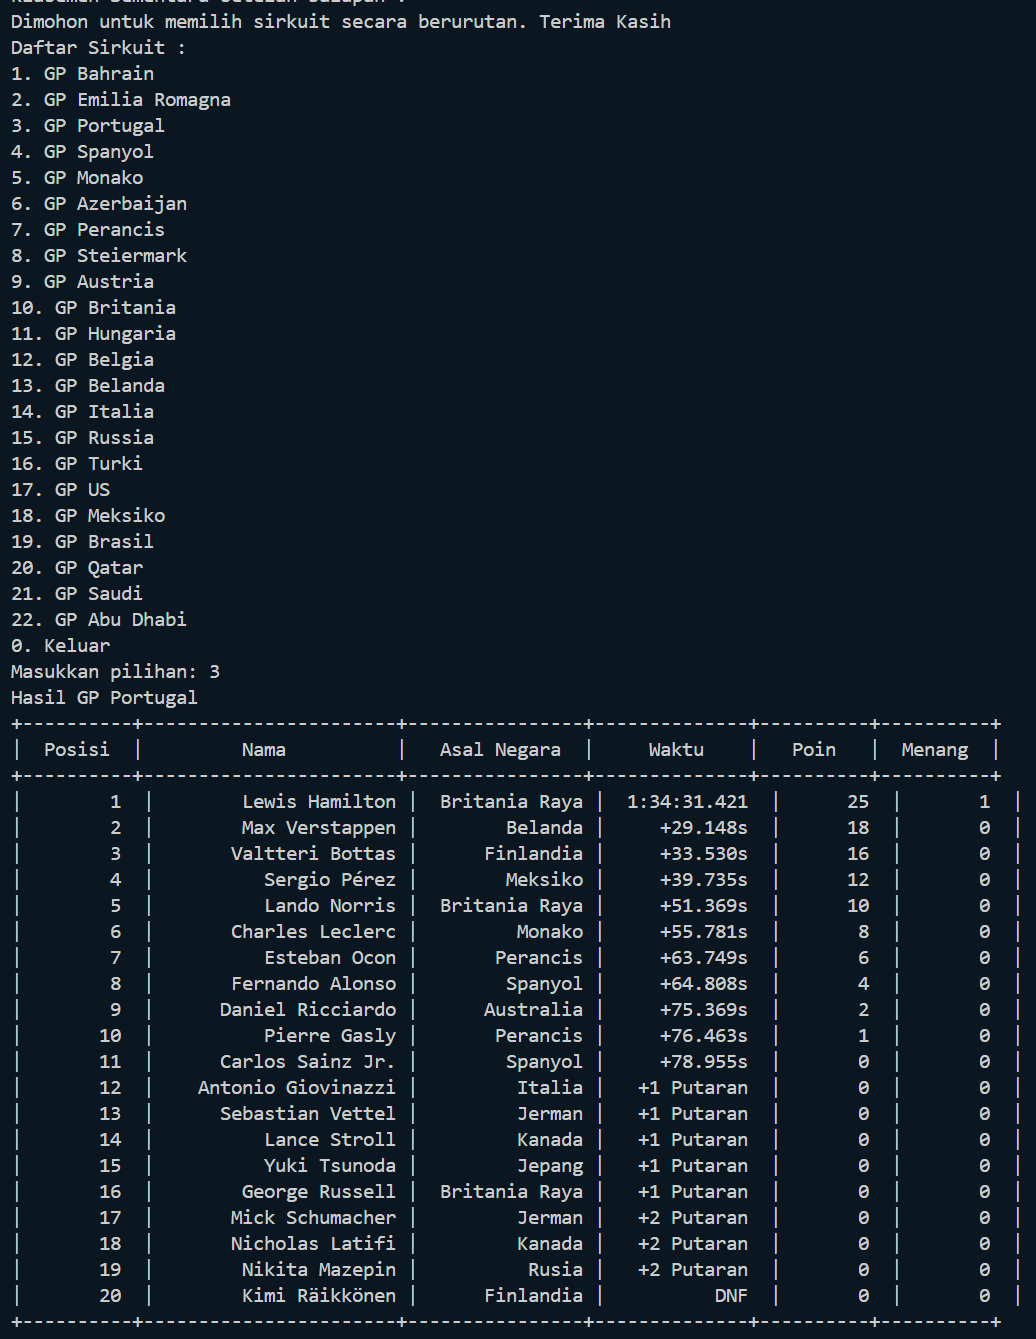 Dimohon untuk memilih sirkuit secara berurutan. Terima Kasih
Daftar Sirkuit :
1. GP Bahrain
2. GP Emilia Romagna
3. GP Portugal
4. GP Spanyol
5. GP Monako
6. GP Azerbaijan
7. GP Perancis
8. GP Steiermark
9. GP Austria
10. GP Britania
11. GP Hungaria
12. GP Belgia
13. GP Belanda
14. GP Italia
15. GP Russia
16. GP Turki
17. GP US
18. GP Meksiko
19. GP Brasil
20. GP Qatar
21. GP Saudi
22. GP Abu Dhabi
0. Keluar
Masukkan pilihan: 3
Hasil GP Portugal
+----------+-----------------------+----------------+--------------+----------+----------+
|  Posisi  |         Nama          |  Asal Negara  |     Waktu    |   Poin   |  Menang  |
+----------+-----------------------+----------------+--------------+----------+----------+
|        1  |        Lewis Hamilton |  Britania Raya |  1:34:31.421  |      25  |       1  |
|        2  |        Max Verstappen |        Belanda |     +29.148s  |      18  |       0  |
|        3  |       Valtteri Bottas |      Finlandia |     +33.530s  |      16  |       0  |
|        4  |          Sergio Pérez |        Meksiko |     +39.735s  |      12  |       0  |
|        5  |          Lando Norris |  Britania Raya |     +51.369s  |      10  |       0  |
|        6  |       Charles Leclerc |         Monako |     +55.781s  |       8  |       0  |
|        7  |          Esteban Ocon |       Perancis |     +63.749s  |       6  |       0  |
|        8  |       Fernando Alonso |        Spanyol |     +64.808s  |       4  |       0  |
|        9  |      Daniel Ricciardo |      Australia |     +75.369s  |       2  |       0  |
|       10  |          Pierre Gasly |       Perancis |     +76.463s  |       1  |       0  |
|       11  |      Carlos Sainz Jr. |        Spanyol |     +78.955s  |       0  |       0  |
|       12  |    Antonio Giovinazzi |         Italia |   +1 Putaran  |       0  |       0  |
|       13  |      Sebastian Vettel |         Jerman |   +1 Putaran  |       0  |       0  |
|       14  |          Lance Stroll |         Kanada |   +1 Putaran  |       0  |       0  |
|       15  |          Yuki Tsunoda |         Jepang |   +1 Putaran  |       0  |       0  |
|       16  |        George Russell |  Britania Raya |   +1 Putaran  |       0  |       0  |
|       17  |       Mick Schumacher |         Jerman |   +2 Putaran  |       0  |       0  |
|       18  |       Nicholas Latifi |         Kanada |   +2 Putaran  |       0  |       0  |
|       19  |        Nikita Mazepin |          Rusia |   +2 Putaran  |       0  |       0  |
|       20  |        Kimi Räikkönen |      Finlandia |          DNF  |       0  |       0  |
+----------+-----------------------+----------------+--------------+----------+----------+